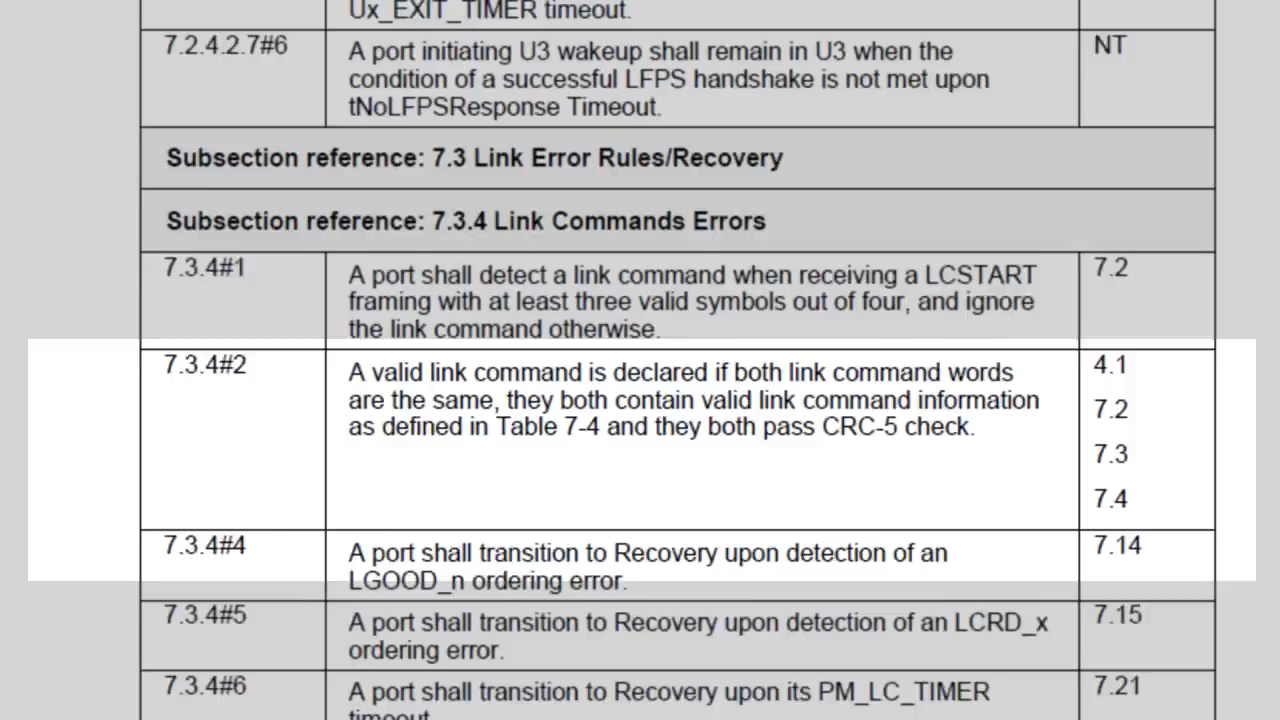 Ux_EXIT_TIMER timeout.
7.2.4.2.7#6
A port initiating U3 wakeup shall remain in U3 when the
condition of a successful LFPS handshake is not met upon
tNoLFPSResponse Timeout.
NT
Subsection reference: 7.3 Link Error Rules/Recovery
Subsection reference: 7.3.4 Link Commands Errors
7.3.4#1
A port shall detect a link command when receiving a LCSTART
framing with at least three valid symbols out of four, and ignore
the link command otherwise.
7.2
7.3.4#2
A valid link command is declared if both link command words
are the same, they both contain valid link command information
as defined in Table 7-4 and they both pass CRC-5 check.
4.1
7.2
7.3
7.4
7.3.4#4
A port shall transition to Recovery upon detection of an
LGOOD_n ordering error.
7.14
7.3.4#5
A port shall transition to Recovery upon detection of an LCRD_x
ordering error.
7.15
7.3.4#6
A port shall transition to Recovery upon its PM_LC_TIMER
timeout.
7.21